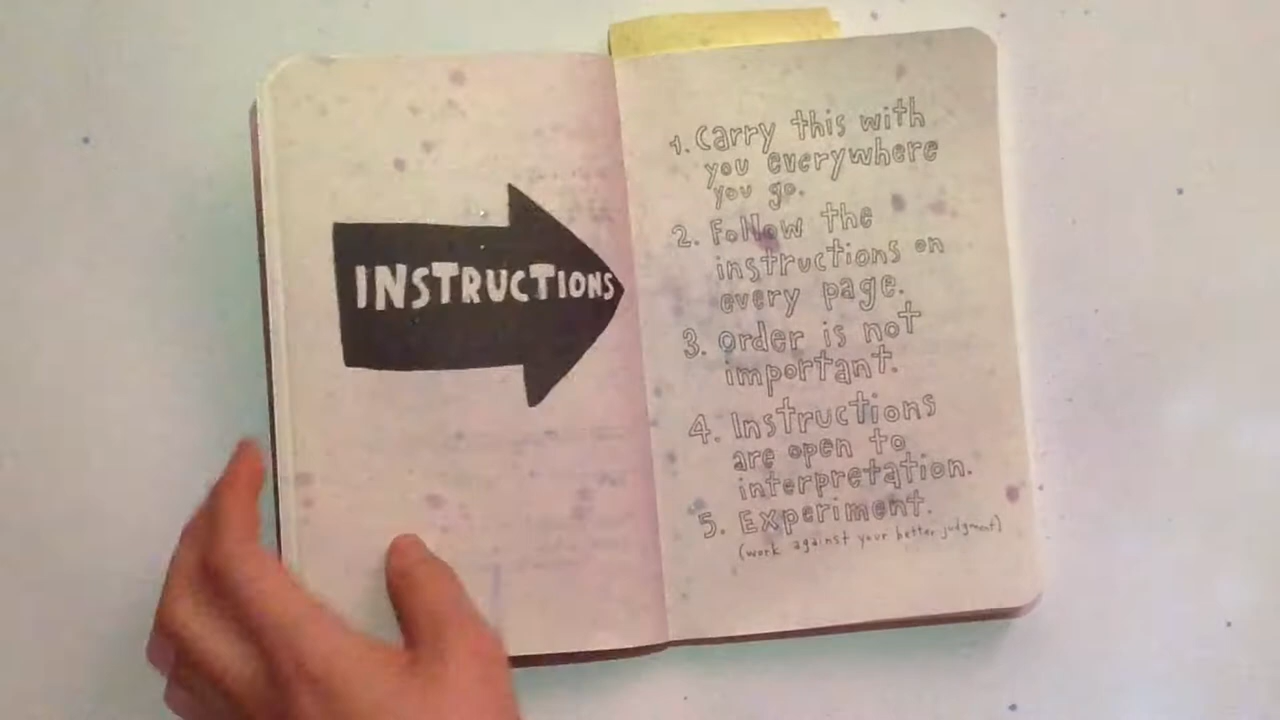 INSTRUCTIONS
1. Carry this with
you everywhere
you go.
2. Follow the
instructions on
every page.
3. order is not
important.
4. Instructions
are open to
interpretation.
5. Experiment.
(work against your better judgment)